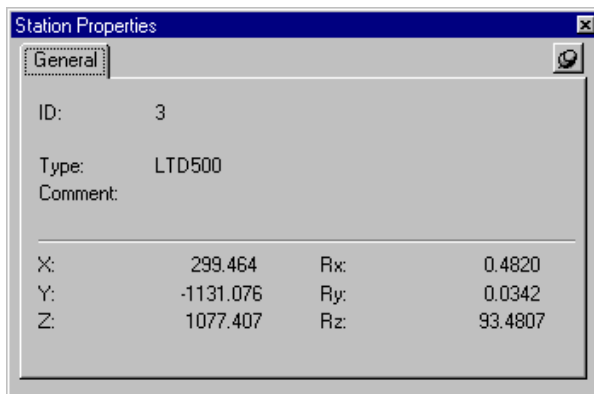 Station Properties
General
ID: 3
Type: LTD500
Comment:
X: 299.464 Rx: 0.4820
Y: -1131.076 Ry: 0.0342
Z: 1077.407 Rz: 93.4807